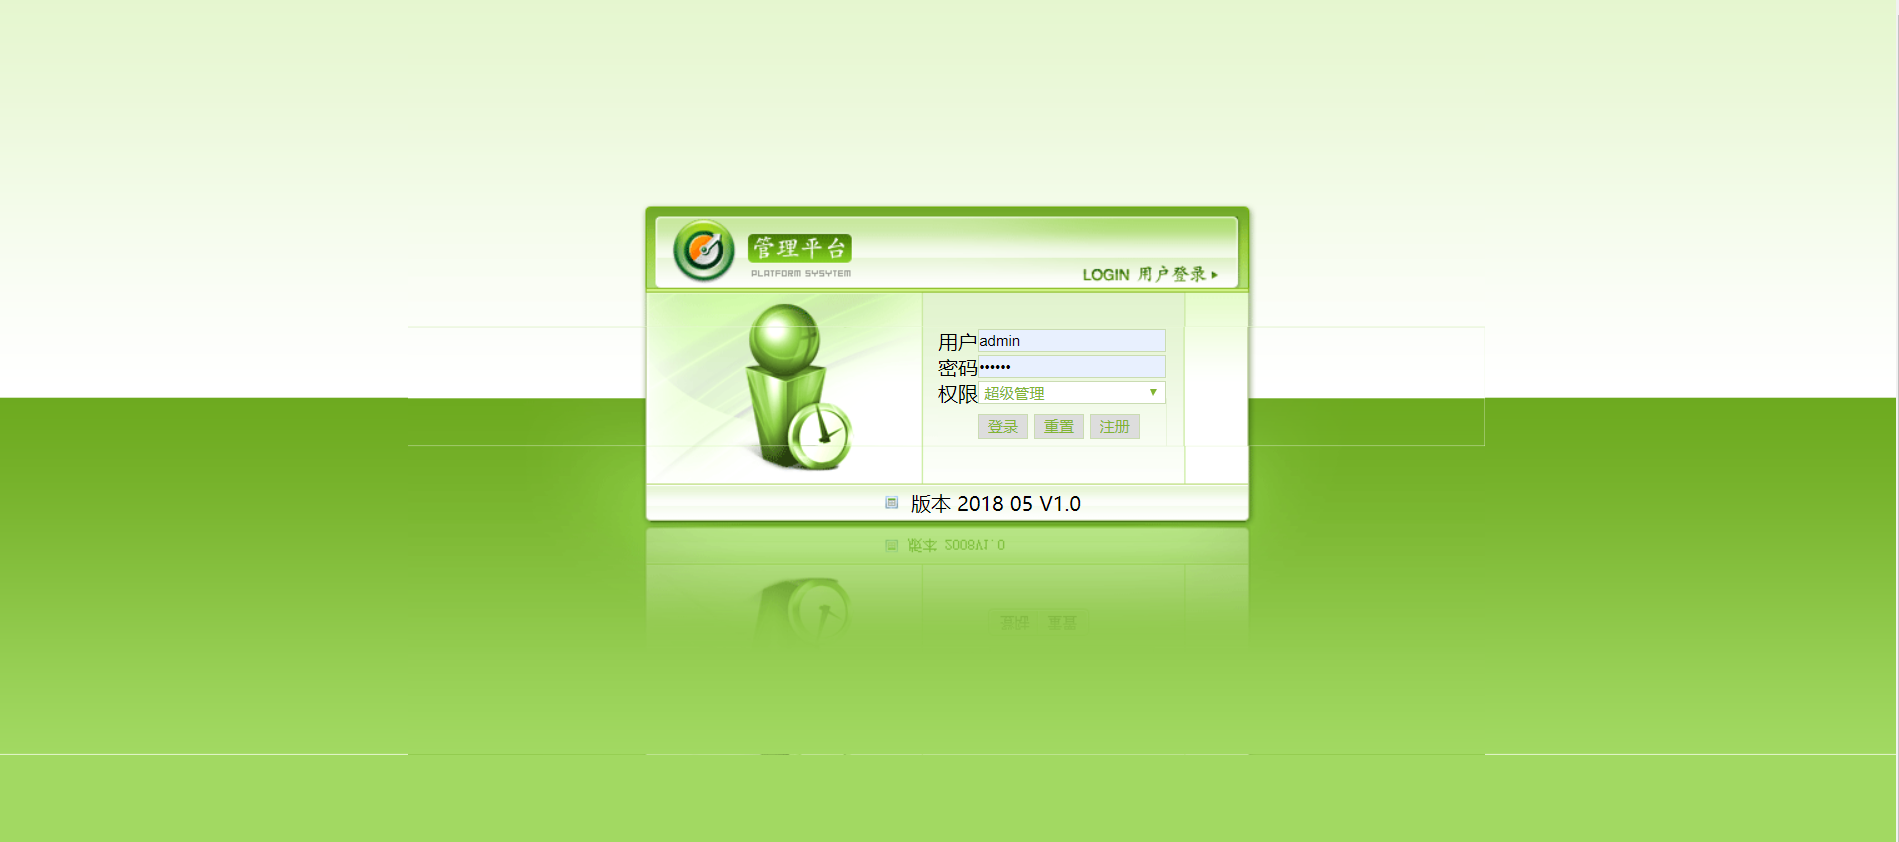 管理平台
PLATFORM SYSYTEM
LOGIN 用户登录
用户 admin
密码 ••••••
权限 超级管理
登录 重置 注册
版本 2018 05 V1.0
版本 2008V1.0
登陆 重置